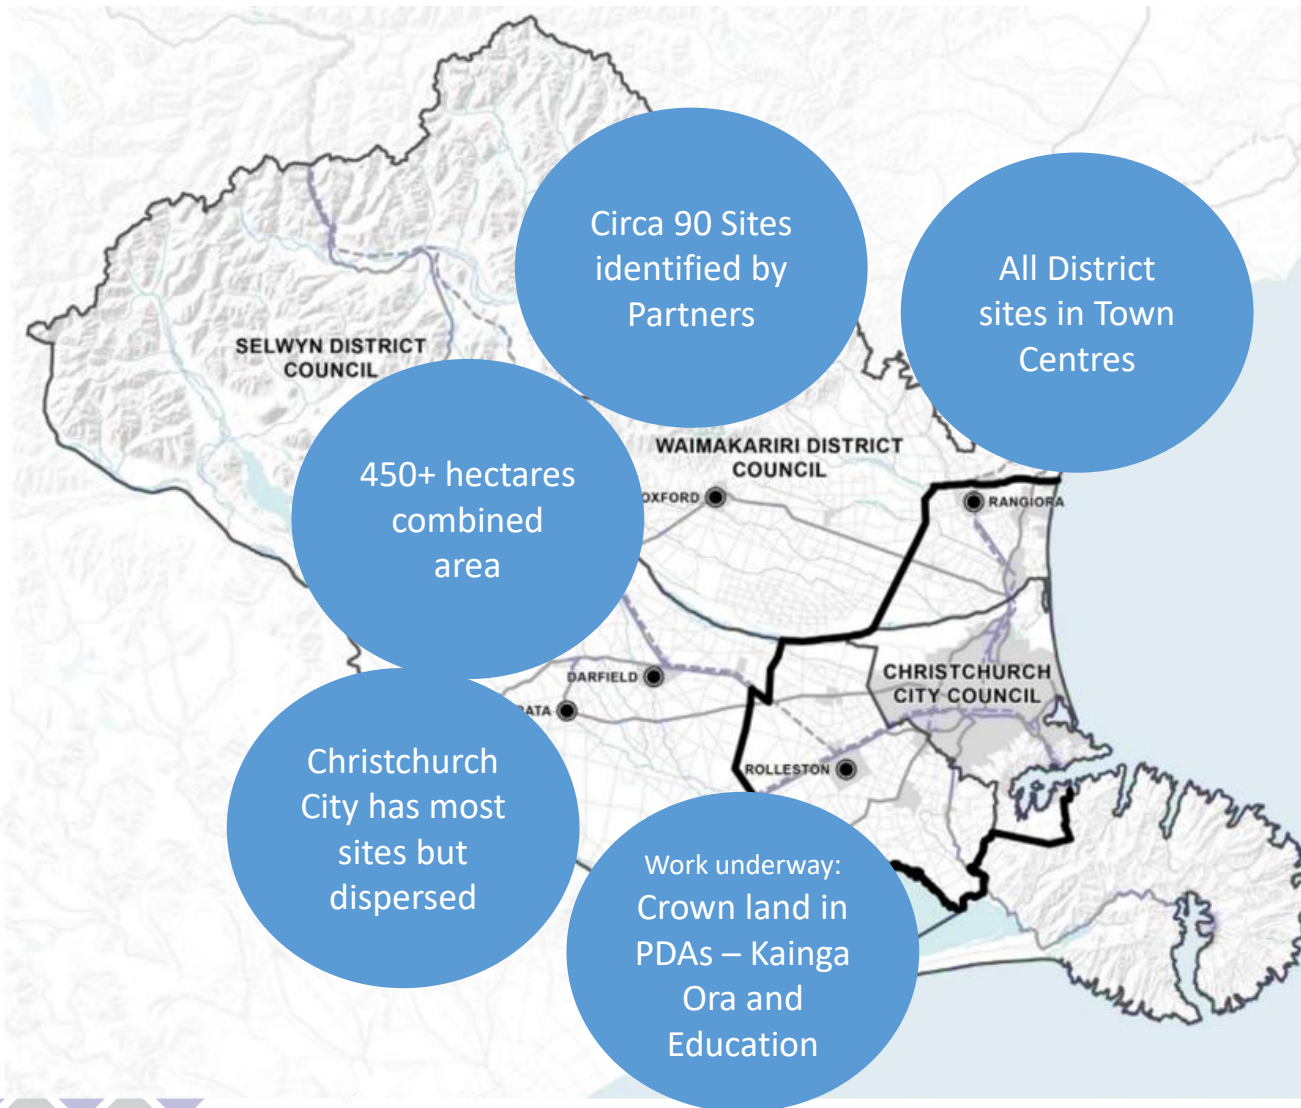 Circa 90 Sites
identified by
Partners
All District
sites in Town
Centres
SELWYN DISTRICT
COUNCIL
WAIMAKARIRI DISTRICT
COUNCIL
450+ hectares
combined
area
OXFORD
RANGIORA
CHRISTCHURCH
CITY COUNCIL
DARFIELD
ROLLESTON
Christchurch
City has most
sites but
dispersed
Work underway:
Crown land in
PDAs – Kainga
Ora and
Education